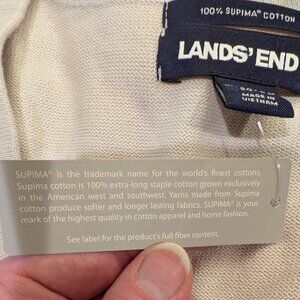 100% SUPIMA® COTTON
LANDS' END
MADE IN
VIETNAM
SUPIMA® is the trademark name for the world's finest cottons.
Supima cotton is 100% extra-long staple cotton grown exclusively
in the American west and southwest. Yarns made from Supima
cotton produce softer and longer lasting fabrics. SUPIMA® is your
mark of the highest quality in cotton apparel and home fashion.
See label for the product's full fiber content.